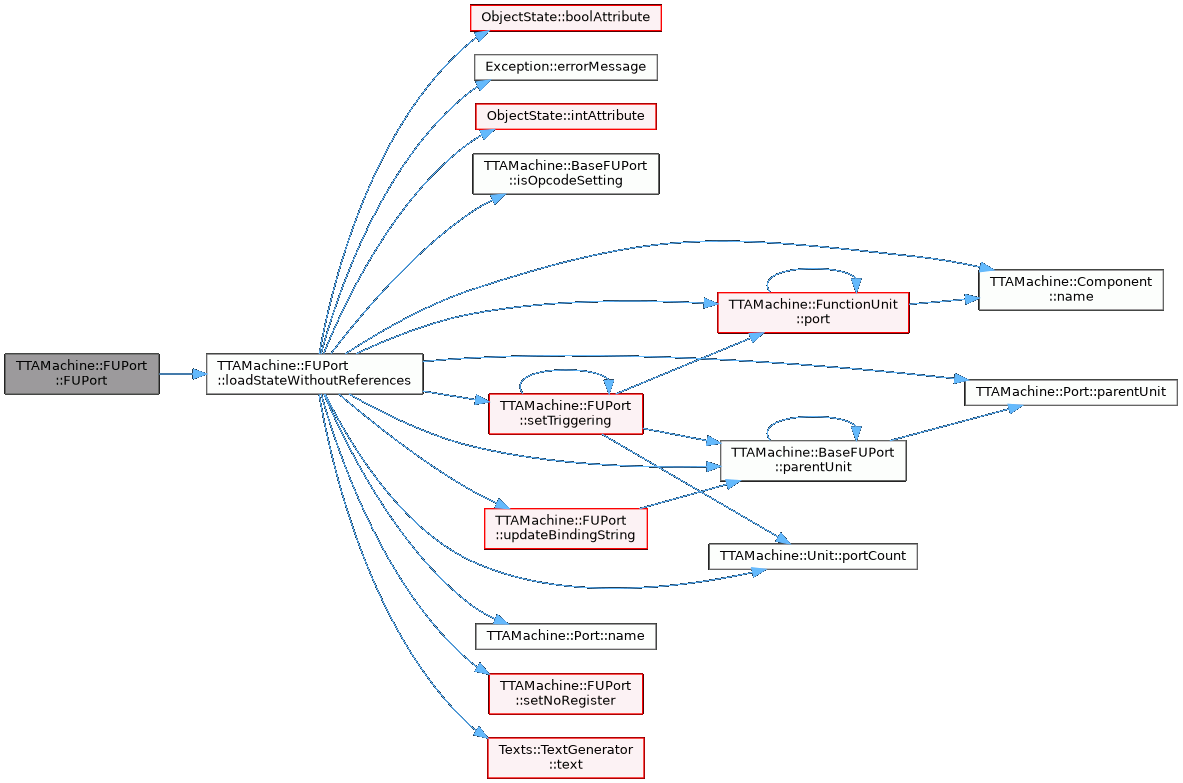 ObjectState::boolAttribute
Exception::errorMessage
ObjectState::intAttribute
TTAMachine::BaseFUPort
::isOpcodeSetting
TTAMachine::Component
::name
TTAMachine::FunctionUnit
::port
TTAMachine::FUPort
::FUPort
TTAMachine::FUPort
::loadStateWithoutReferences
TTAMachine::Port::parentUnit
TTAMachine::FUPort
::setTriggering
TTAMachine::BaseFUPort
::parentUnit
TTAMachine::FUPort
::updateBindingString
TTAMachine::Unit::portCount
TTAMachine::Port::name
TTAMachine::FUPort
::setNoRegister
Texts::TextGenerator
::text